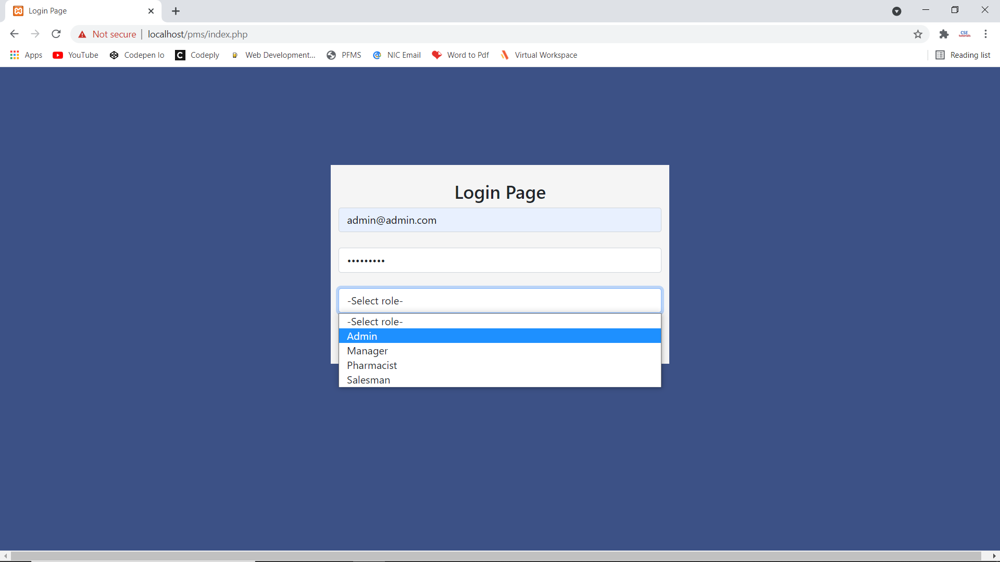 Login Page
Not secure | localhost/pms/index.php
Apps YouTube Codepen Io Codeply Web Development... PFMS NIC Email Word to Pdf Virtual Workspace Reading list
CSE
tutorials
Login Page
admin@admin.com
•••••••••
-Select role-
-Select role-
Admin
Manager
Pharmacist
Salesman